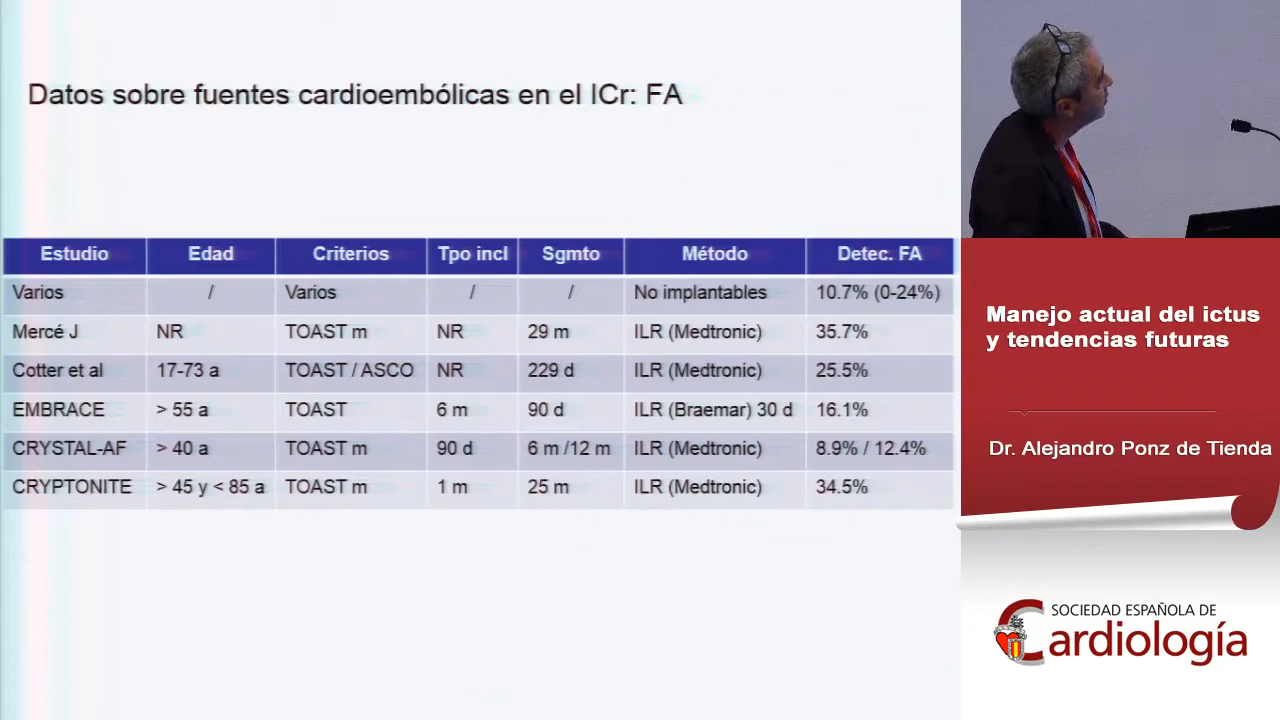 Datos sobre fuentes cardioembólicas en el ICr: FA
Estudio Edad Criterios Tpo incl Sgmto Método Detec. FA
Varios / Varios / / No implantables 10.7% (0-24%)
Mercé J NR TOAST m NR 29 m ILR (Medtronic) 35.7%
Cotter et al 17-73 a TOAST / ASCO NR 229 d ILR (Medtronic) 25.5%
EMBRACE > 55 a TOAST 6 m 90 d ILR (Braemar) 30 d 16.1%
CRYSTAL-AF > 40 a TOAST m 90 d 6 m /12 m ILR (Medtronic) 8.9% / 12.4%
CRYPTONITE > 45 y < 85 a TOAST m 1 m 25 m ILR (Medtronic) 34.5%
Manejo actual del ictus
y tendencias futuras
Dr. Alejandro Ponz de Tienda
SOCIEDAD ESPAÑOLA DE
Cardiología